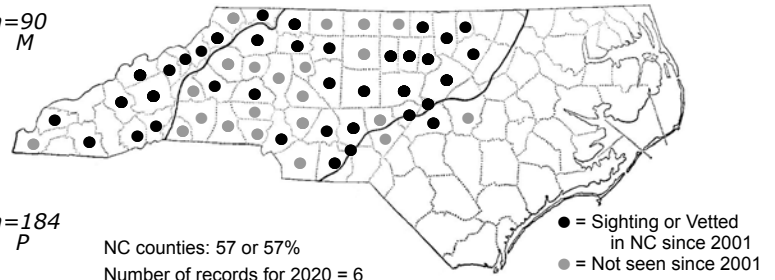 n=90
M
n=184
P
NC counties: 57 or 57%
Number of records for 2020 = 6
= Sighting or Vetted
in NC since 2001
= Not seen since 2001